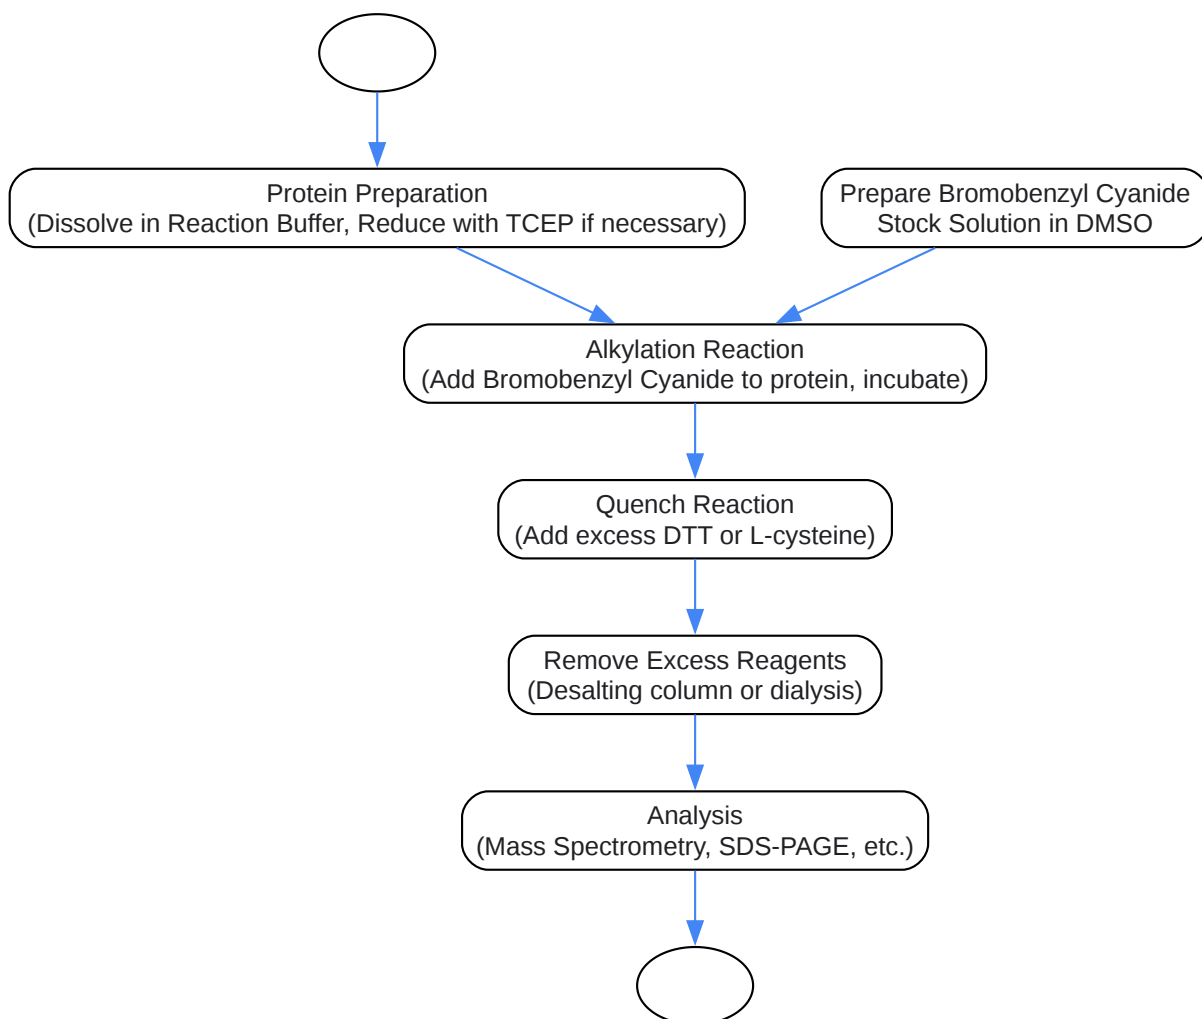 Protein Preparation
(Dissolve in Reaction Buffer, Reduce with TCEP if necessary)
Prepare Bromobenzyl Cyanide
Stock Solution in DMSO
Alkylation Reaction
(Add Bromobenzyl Cyanide to protein, incubate)
Quench Reaction
(Add excess DTT or L-cysteine)
Remove Excess Reagents
(Desalting column or dialysis)
Analysis
(Mass Spectrometry, SDS-PAGE, etc.)